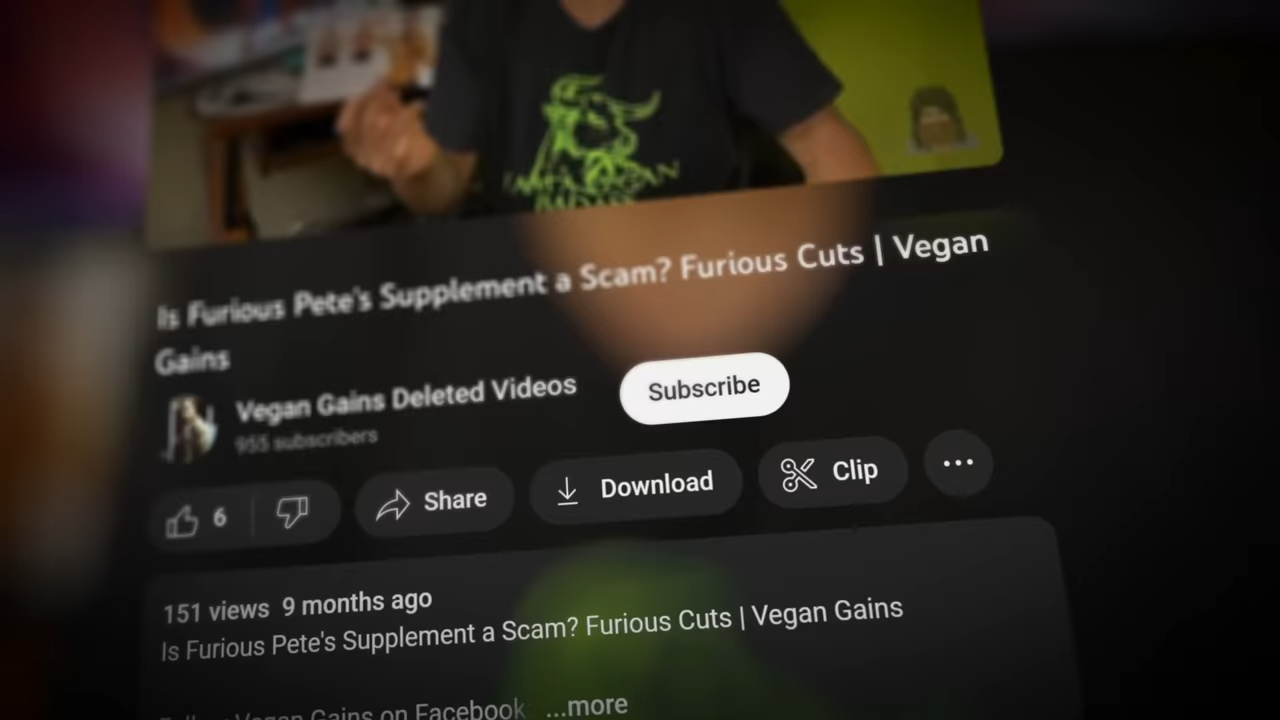 Is Furious Pete's Supplement a Scam? Furious Cuts | Vegan
Gains
Vegan Gains Deleted Videos
955 subscribers
Subscribe
6
Share
Download
Clip
151 views 9 months ago
Is Furious Pete's Supplement a Scam? Furious Cuts | Vegan Gains
Vegan Gains on Facebook ...more